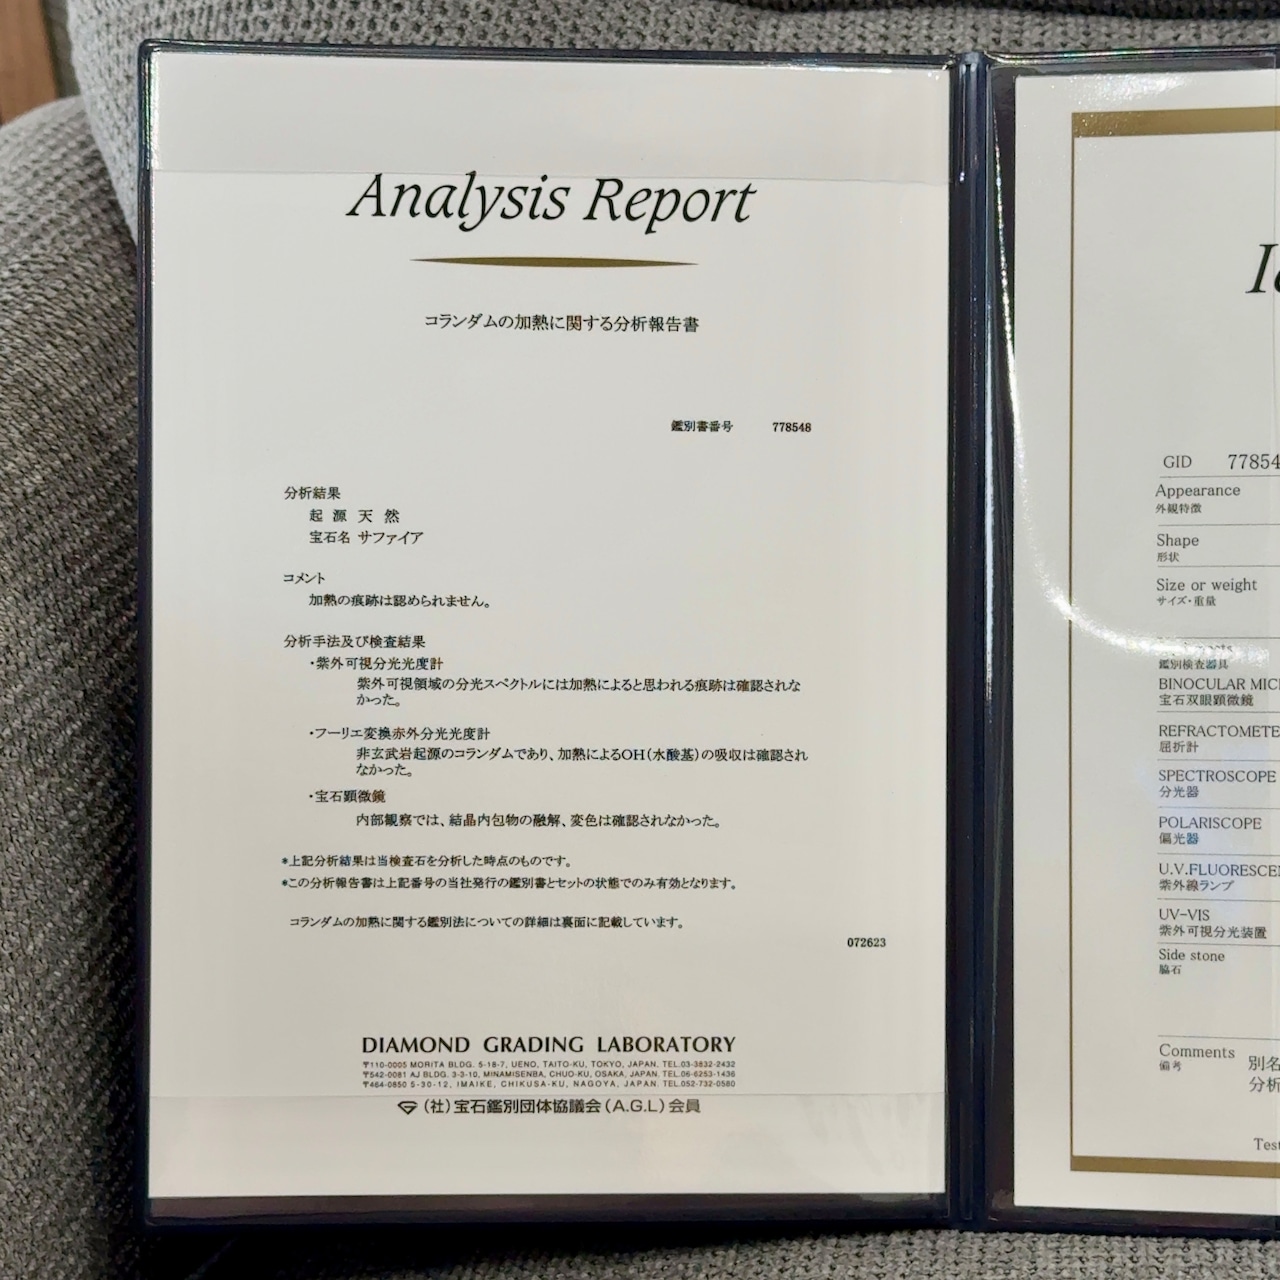 Analysis Report
コランダムの加熱に関する分析報告書
鑑別書番号 778548
分析結果
起 源 天 然
宝石名 サファイア
コメント
加熱の痕跡は認められません。
分析手法及び検査結果
・紫外可視分光光度計
紫外可視領域の分光スペクトルには加熱によると思われる痕跡は確認されな
かった。
・フーリエ変換赤外分光光度計
非玄武岩起源のコランダムであり、加熱によるOH(水酸基)の吸収は確認され
なかった。
・宝石顕微鏡
内部観察では、結晶内包物の融解、変色は確認されなかった。
*上記分析結果は当検査石を分析した時点のものです。
*この分析報告書は上記番号の当社発行の鑑別書とセットの状態でのみ有効となります。
コランダムの加熱に関する鑑別法についての詳細は裏面に記載しています。
072623
DIAMOND GRADING LABORATORY
〒110-0005 MORITA BLDG. 5-18-7, UENO, TAITO-KU, TOKYO, JAPAN. TEL.03-3832-2432
〒542-0081 AJ BLDG. 3-3-10, MINAMISENBA, CHUO-KU, OSAKA, JAPAN. TEL.06-6253-1436
〒464-0850 5-30-12, IMAIKE, CHIKUSA-KU, NAGOYA, JAPAN. TEL.052-732-0580
(社)宝石鑑別団体協議会(A.G.L)会員
GID 77854
Appearance
外観特徴
Shape
形状
Size or weight
サイズ・重量
鑑別検査器具
BINOCULAR MIC
宝石双眼顕微鏡
REFRACTOMETE
屈折計
SPECTROSCOPE
分光器
POLARISCOPE
偏光器
U.V.FLUORESCEN
紫外線ランプ
UV-VIS
紫外可視分光装置
Side stone
脇石
Comments 別名
備考 分析
Test